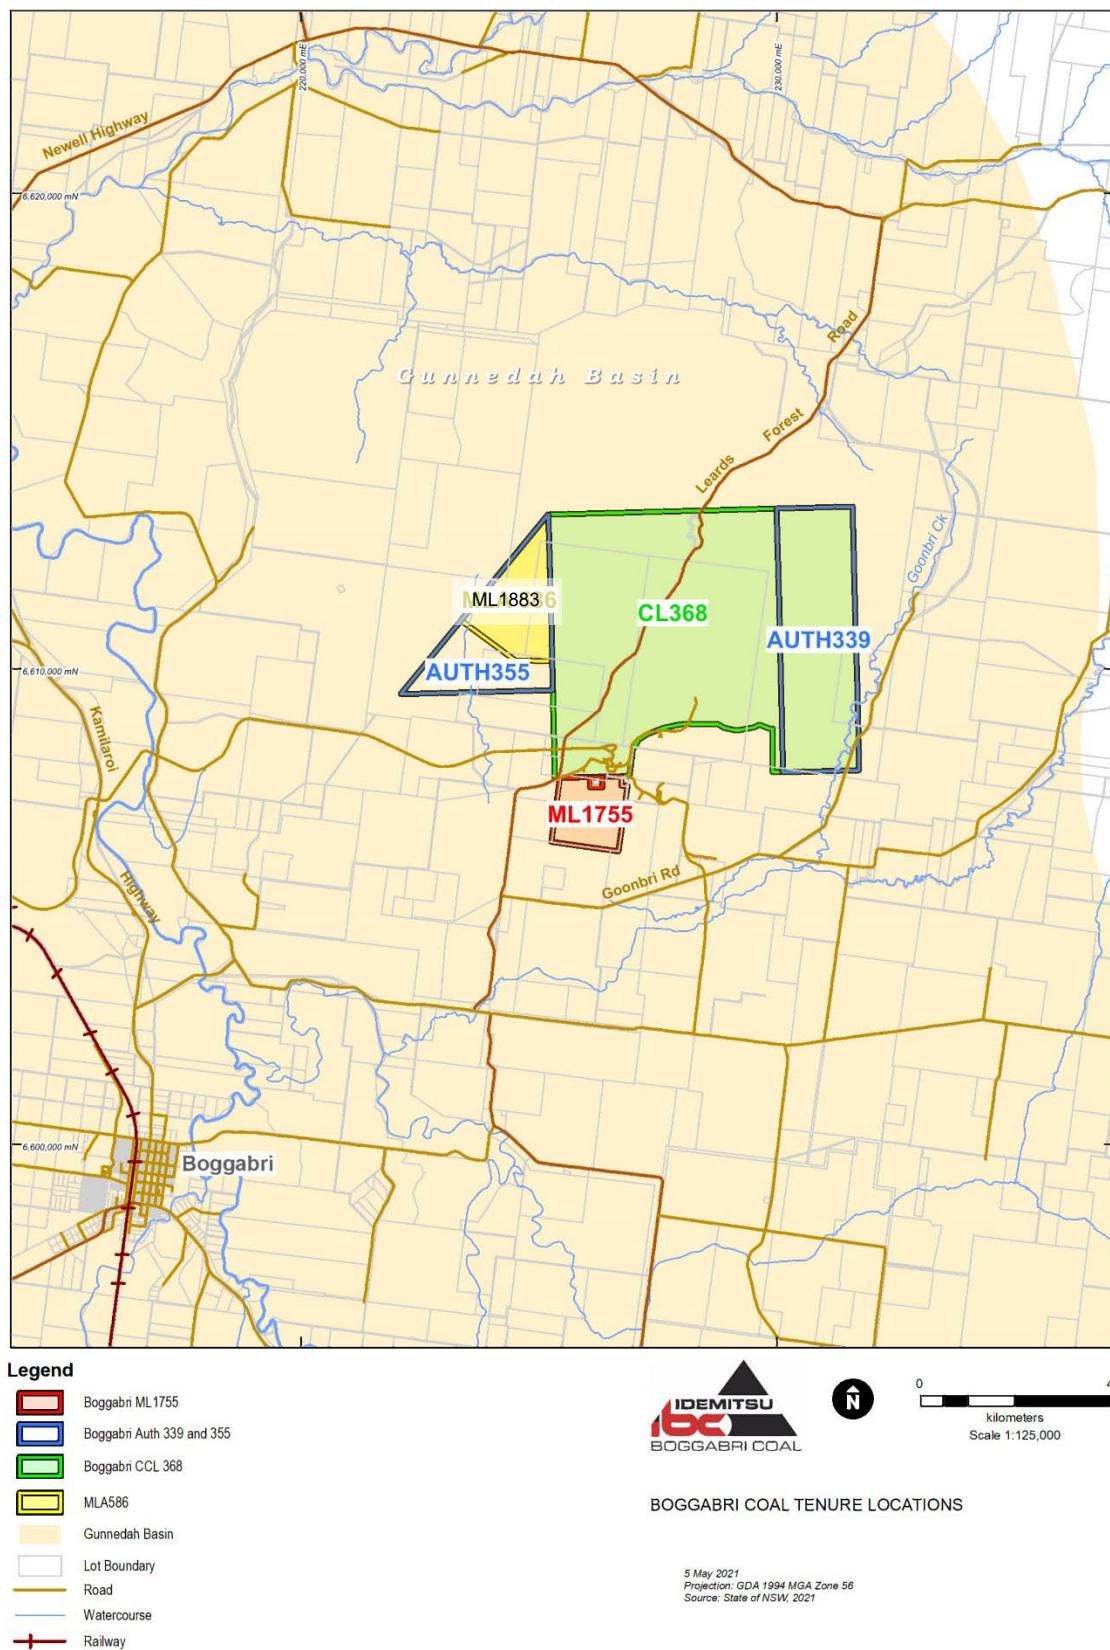 220,000 mE
230,000 mE
Newell Highway
6,620,000 mN
Road
Gunnedah Basin
Forest
Leards
Goonbri Ck
ML1883
CL368
AUTH339
6,610,000 mN
AUTH355
Kamilaroi
ML1755
Highway
Goonbri Rd
6,600,000 mN
Boggabri
Legend
Boggabri ML1755
Boggabri Auth 339 and 355
Boggabri CCL 368
MLA586
Gunnedah Basin
Lot Boundary
Road
Watercourse
Railway
IDEMITSU
ibc
BOGGABRI COAL
N
0 4
kilometers
Scale 1:125,000
BOGGABRI COAL TENURE LOCATIONS
5 May 2021
Projection: GDA 1994 MGA Zone 56
Source: State of NSW, 2021